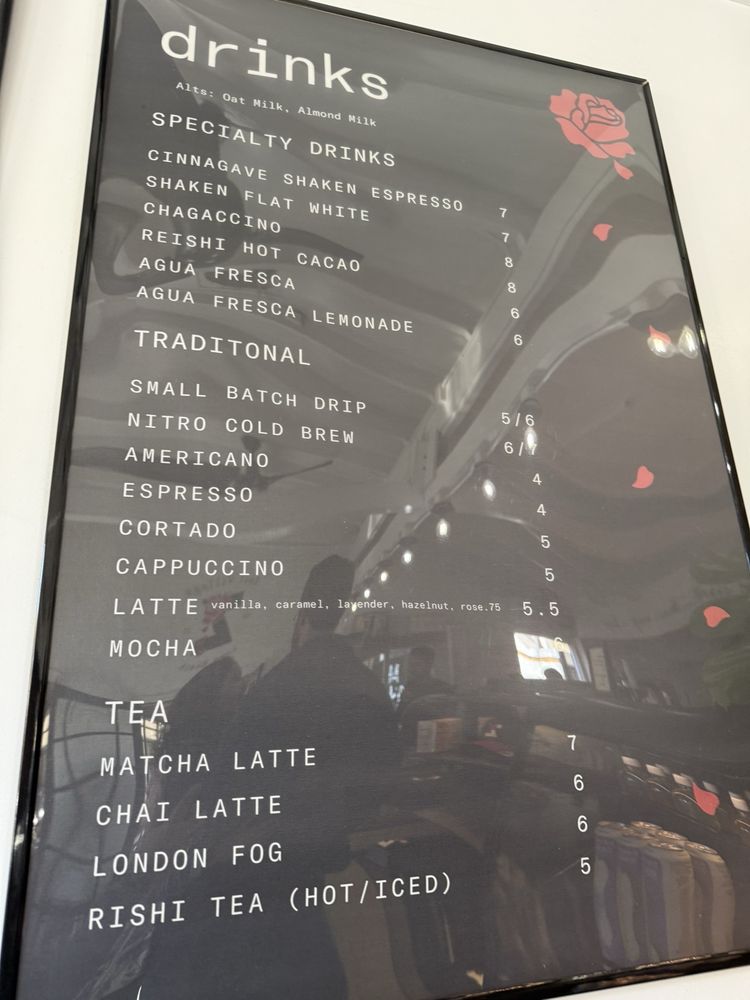 drinks
Alts: Oat Milk, Almond Milk
SPECIALTY DRINKS
CINNAGAVE SHAKEN ESPRESSO 7
SHAKEN FLAT WHITE 7
CHAGACCINO 8
REISHI HOT CACAO 8
AGUA FRESCA 6
AGUA FRESCA LEMONADE 6
TRADITONAL
SMALL BATCH DRIP 5/6
NITRO COLD BREW 6/7
AMERICANO 4
ESPRESSO 4
CORTADO 5
CAPPUCCINO 5
LATTE vanilla, caramel, lavender, hazelnut, rose.75 5.5
MOCHA 6
TEA
MATCHA LATTE 7
CHAI LATTE 6
LONDON FOG 6
RISHI TEA (HOT/ICED) 5